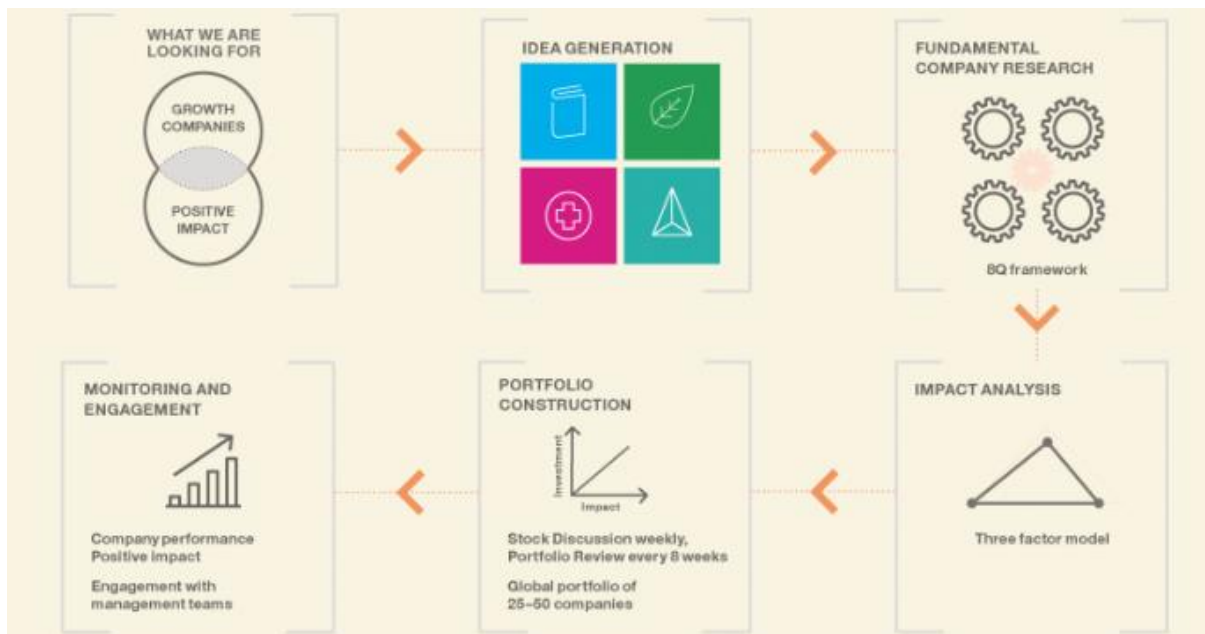 WHAT WE ARE
LOOKING FOR
GROWTH
COMPANIES
POSITIVE
IMPACT
IDEA GENERATION
FUNDAMENTAL
COMPANY RESEARCH
8Q framework
MONITORING AND
ENGAGEMENT
Company performance
Positive impact
Engagement with
management teams
PORTFOLIO
CONSTRUCTION
Investment
Impact
Stock Discussion weekly,
Portfolio Review every 8 weeks
Global portfolio of
25–50 companies
IMPACT ANALYSIS
Three factor model